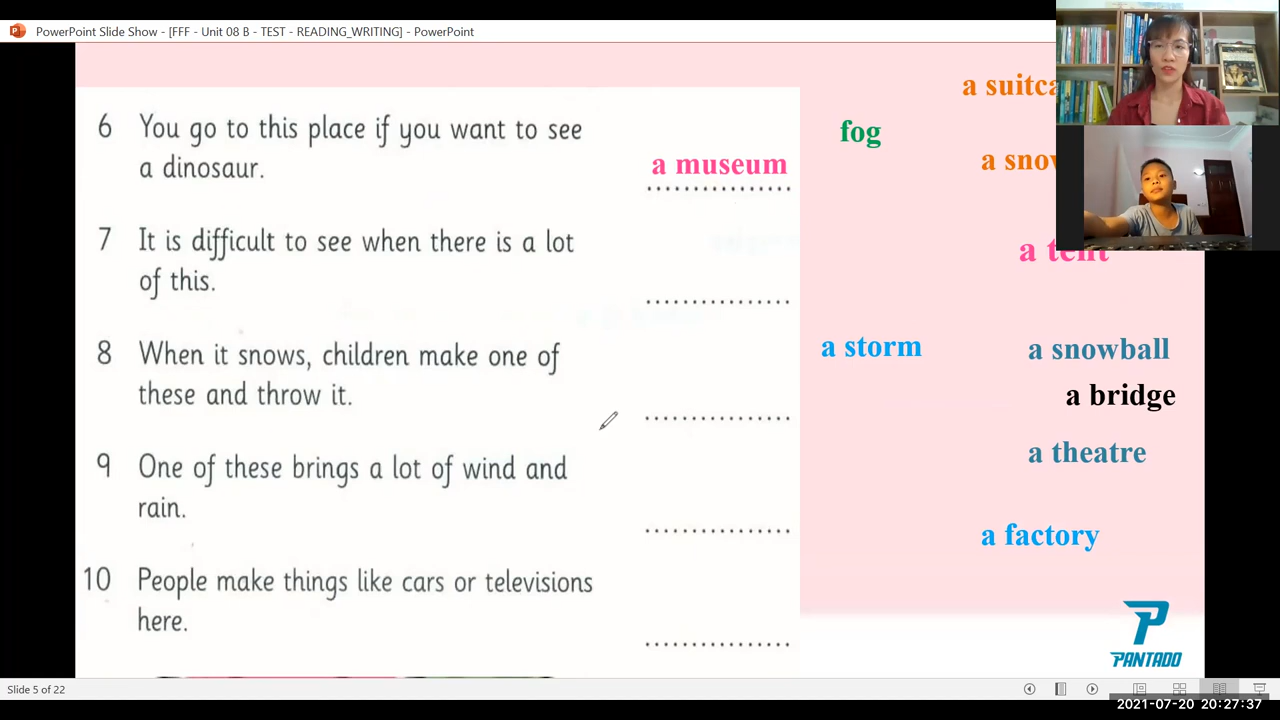 PowerPoint Slide Show - [FFF - Unit 08 B - TEST - READING_WRITING] - PowerPoint
6 You go to this place if you want to see
a dinosaur.
a museum
7 It is difficult to see when there is a lot
of this.
8 When it snows, children make one of
these and throw it.
9 One of these brings a lot of wind and
rain.
10 People make things like cars or televisions
here.
a suitca
fog
a snow
a tent
a storm
a snowball
a bridge
a theatre
a factory
PANTADO
Slide 5 of 22
2021-07-20 20:27:37